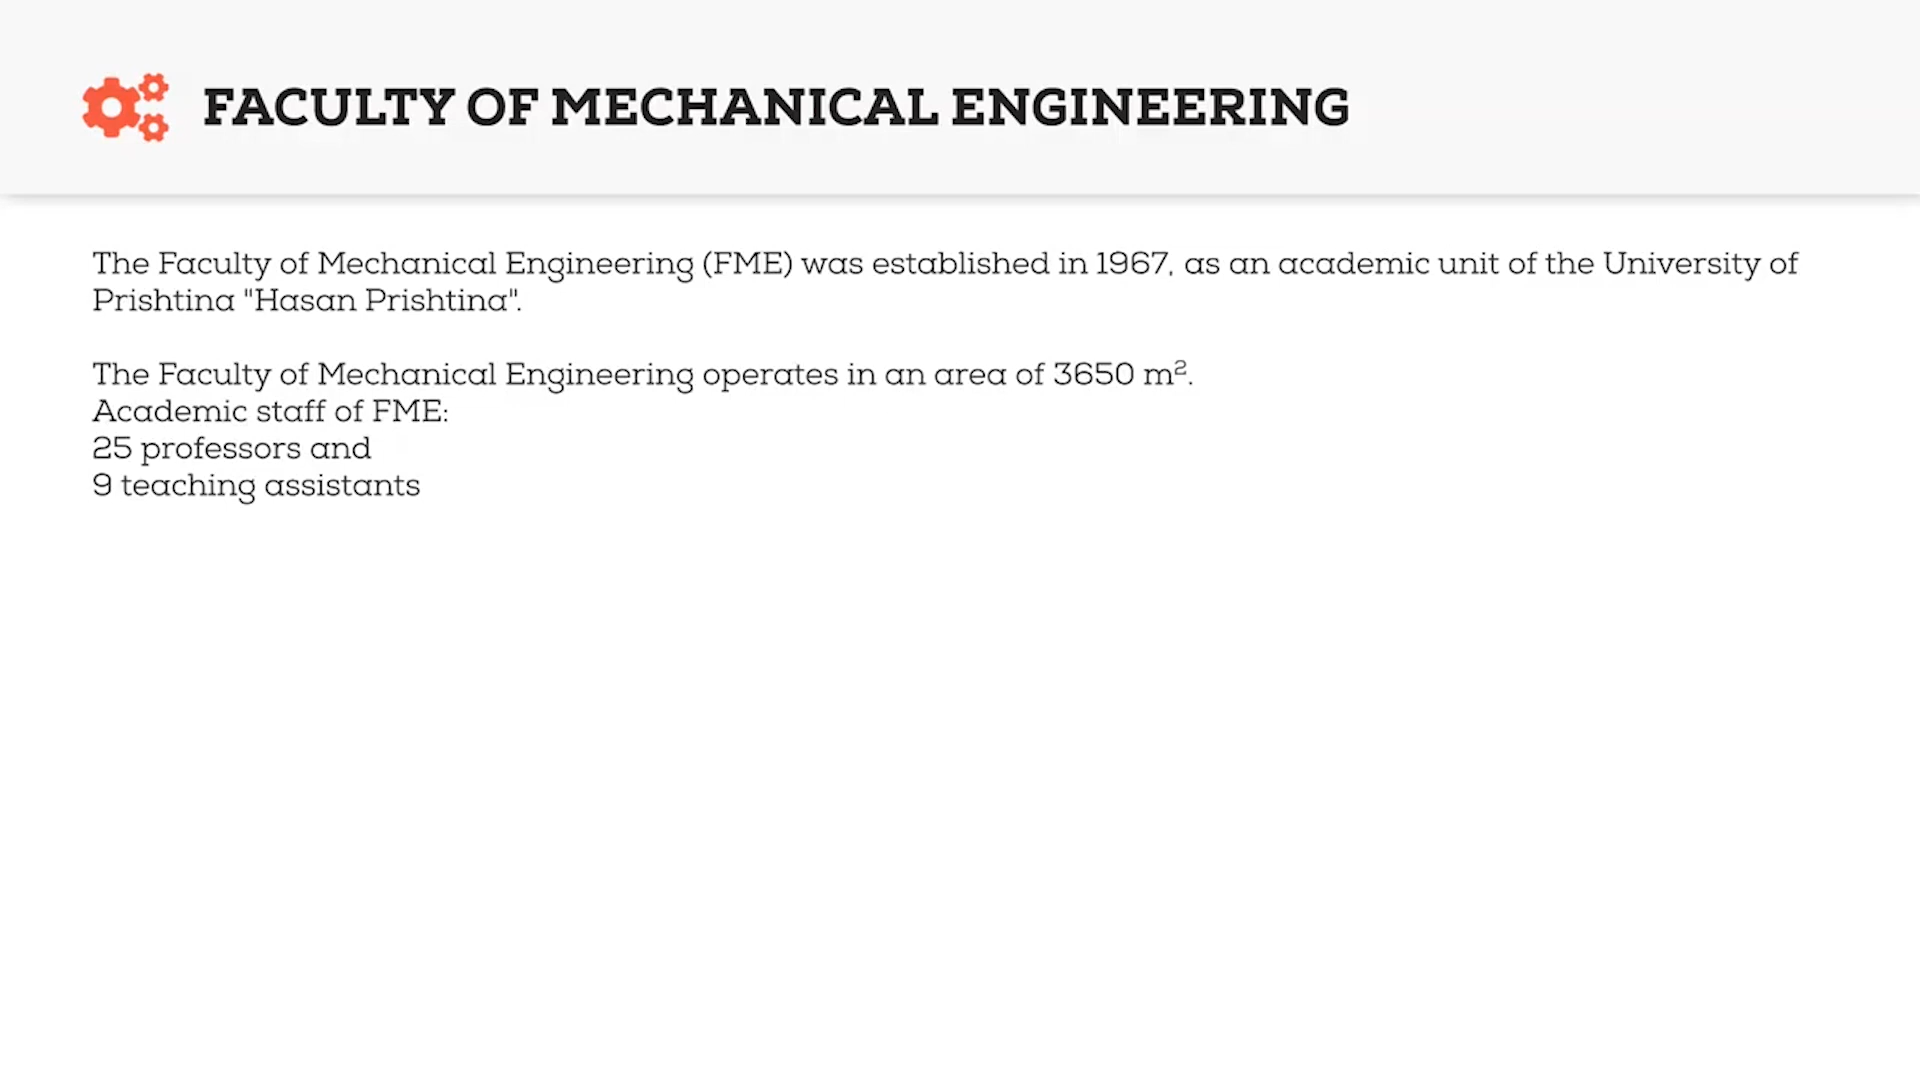 FACULTY OF MECHANICAL ENGINEERING
The Faculty of Mechanical Engineering (FME) was established in 1967, as an academic unit of the University of
Prishtina "Hasan Prishtina".
The Faculty of Mechanical Engineering operates in an area of 3650 m².
Academic staff of FME:
25 professors and
9 teaching assistants